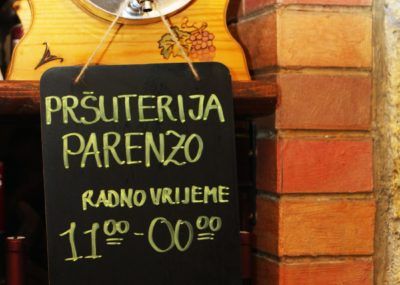 PRŠUTERIJA
PARENZO
RADNO VRIJEME
11⁰⁰-00⁰⁰